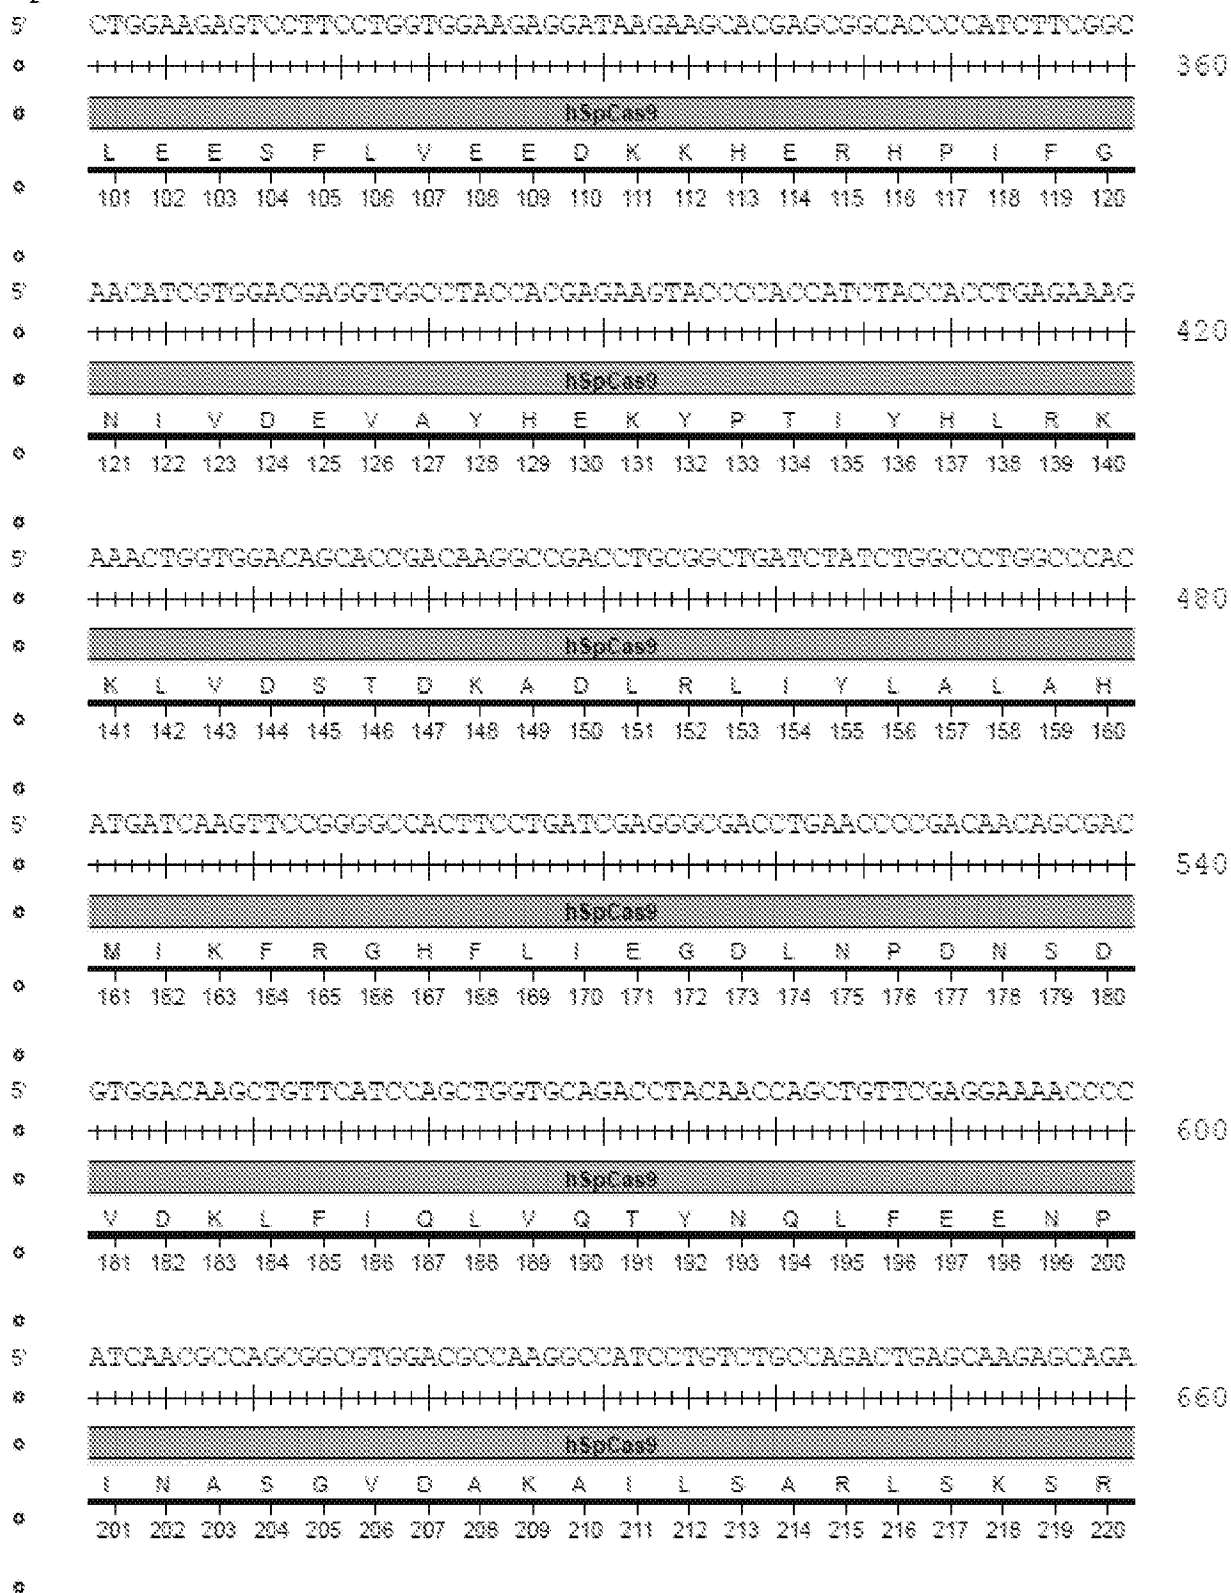 5' CTGGAAGAGTCCTTCCTGGTGGAAGAGGATAAGAAGCACGAGCGGCACCCCATCTTCGGC
360
hSpCas9
L E E S F L V E E D K K H E R H P I F G
101 102 103 104 105 106 107 108 109 110 111 112 113 114 115 116 117 118 119 120
5' AACATCGTGGACGAGGTGGCCTACCACGAGAAGTACCCCACCATCTACCACCTGAGAAAG
420
hSpCas9
N I V D E V A Y H E K Y P T I Y H L R K
121 122 123 124 125 126 127 128 129 130 131 132 133 134 135 136 137 138 139 140
5' AAACTGGTGGACAGCACCGACAAGGCCGACCTGCGGCTGATCTATCTGGCCCTGGCCCAC
480
hSpCas9
K L V D S T D K A D L R L I Y L A L A H
141 142 143 144 145 146 147 148 149 150 151 152 153 154 155 156 157 158 159 160
5' ATGATCAAGTTCCGGGGCCACTTCCTGATCGAGGGCGACCTGAACCCCGACAACAGCGAC
540
hSpCas9
M I K F R G H F L I E G D L N P D N S D
161 162 163 164 165 166 167 168 169 170 171 172 173 174 175 176 177 178 179 180
5' GTGGACAAGCTGTTCATCCAGCTGGTGCAGACCTACAACCAGCTGTTCGAGGAAAACCCC
600
hSpCas9
V D K L F I Q L V Q T Y N Q L F E E N P
181 182 183 184 185 186 187 188 189 190 191 192 193 194 195 196 197 198 199 200
5' ATCAACGCCAGCGGCGTGGACGCCAAGGCCATCCTGTCTGCCAGACTGAGCAAGAGCAGA
660
hSpCas9
I N A S G V D A K A I L S A R L S K S R
201 202 203 204 205 206 207 208 209 210 211 212 213 214 215 216 217 218 219 220